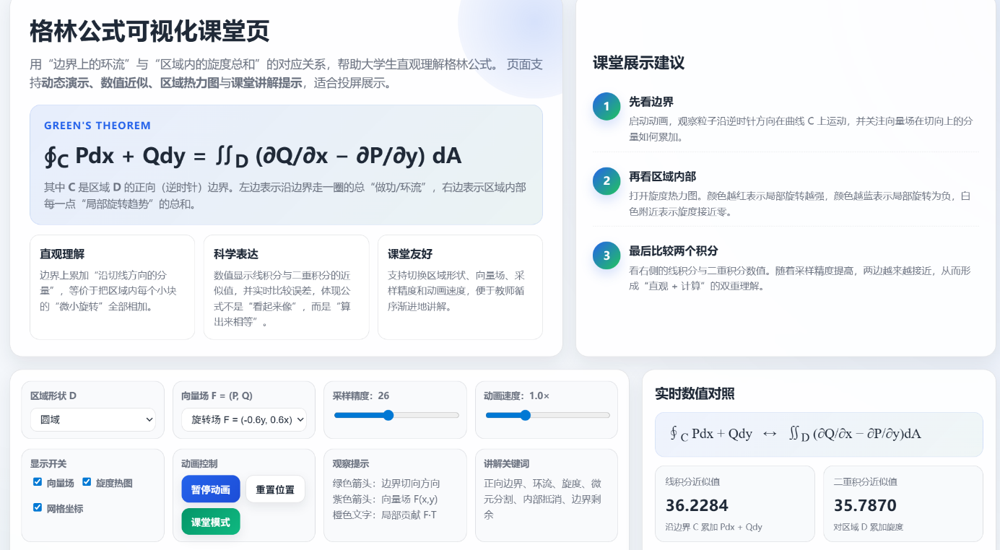 格林公式可视化课堂页
用“边界上的环流”与“区域内的旋度总和”的对应关系，帮助大学生直观理解格林公式。 页面支
持动态演示、数值近似、区域热力图与课堂讲解提示，适合投屏展示。
GREEN'S THEOREM
∮C Pdx + Qdy = ∬D (∂Q/∂x − ∂P/∂y) dA
其中 C 是区域 D 的正向（逆时针）边界。左边表示沿边界走一圈的总“做功/环流”，右边表示区域内部
每一点“局部旋转趋势”的总和。
直观理解
边界上累加“沿切线方向的分
量”，等价于把区域内每个小块
的“微小旋转”全部相加。
科学表达
数值显示线积分与二重积分的近
似值，并实时比较误差，体现公
式不是“看起来像”，而是“算
出来相等”。
课堂友好
支持切换区域形状、向量场、采
样精度和动画速度，便于教师循
序渐进地讲解。
课堂展示建议
1
先看边界
启动动画，观察粒子沿逆时针方向在曲线 C 上运动，并关注向量场在切向上的分
量如何累加。
2
再看区域内部
打开旋度热力图。颜色越红表示局部旋转越强，颜色越蓝表示局部旋转为负，白
色附近表示旋度接近零。
3
最后比较两个积分
看右侧的线积分与二重积分数值。随着采样精度提高，两边越来越接近，从而形
成“直观 + 计算”的双重理解。
区域形状 D
圆域
向量场 F = (P, Q)
旋转场 F = (-0.6y, 0.6x)
采样精度：26
动画速度：1.0×
显示开关
向量场 旋度热图
网格坐标
动画控制
暂停动画 重置位置
课堂模式
观察提示
绿色箭头：边界切向方向
紫色箭头：向量场 F(x,y)
橙色文字：局部贡献 F·T
讲解关键词
正向边界、环流、旋度、微
元分割、内部抵消、边界剩
余
实时数值对照
∮C Pdx + Qdy ↔ ∬D (∂Q/∂x − ∂P/∂y)dA
线积分近似值
36.2284
沿边界 C 累加 Pdx + Qdy
二重积分近似值
35.7870
对区域 D 累加旋度